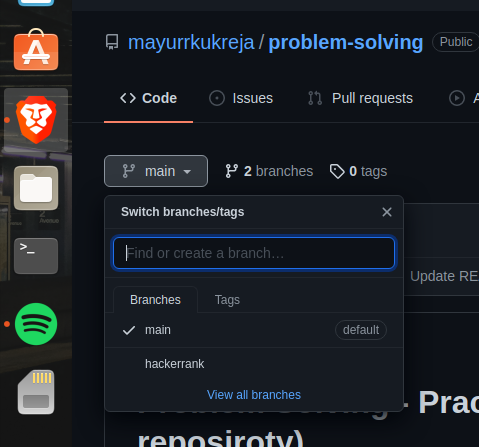 mayurrkukreja/problem-solving Public
Code Issues Pull requests A
main 2 branches 0 tags
Switch branches/tags
Find or create a branch…
Update RE
Branches Tags
main default
hackerrank
View all branches
- Prac
reposiroty)
>_